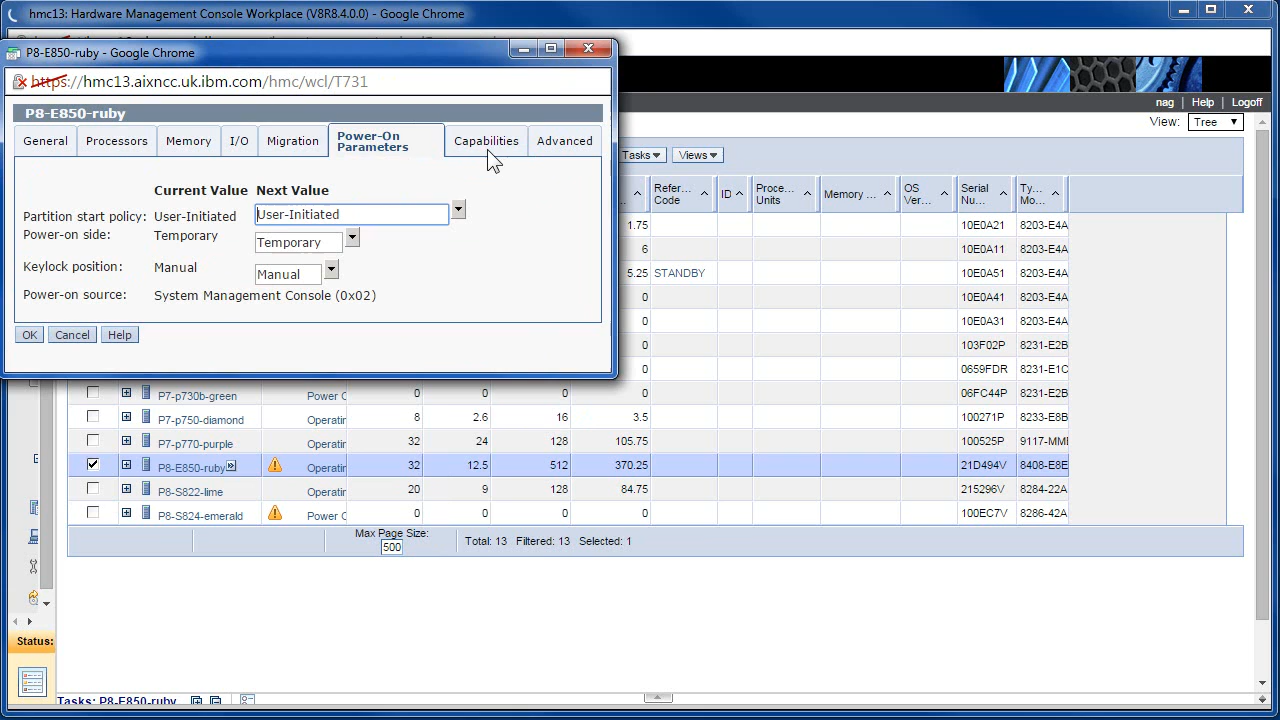 hmc13: Hardware Management Console Workplace (V8R8.4.0.0) - Google Chrome
P8-E850-ruby - Google Chrome
https://hmc13.aixncc.uk.ibm.com/hmc/wcl/T731
P8-E850-ruby
General Processors Memory I/O Migration Power-On Parameters Capabilities Advanced
Current Value Next Value
Partition start policy: User-Initiated User-Initiated
Power-on side: Temporary Temporary
Keylock position: Manual Manual
Power-on source: System Management Console (0x02)
OK Cancel Help
nag | Help | Logoff
View: Tree
Tasks Views
Refer... Code ID Proce... Units Memory ... OS Ver... Serial Nu... Ty... Mo...
1.75 10E0A21 8203-E4A
6 10E0A11 8203-E4A
5.25 STANDBY 10E0A51 8203-E4A
0 10E0A41 8203-E4A
0 10E0A31 8203-E4A
0 103F02P 8231-E2B
0 0659FDR 8231-E1C
P7-p730b-green Power C 0 0 0 0 06FC44P 8231-E2B
P7-p750-diamond Operatin 8 2.6 16 3.5 100271P 8233-E8B
P7-p770-purple Operatin 32 24 128 105.75 100525P 9117-MME
P8-E850-ruby Operatin 32 12.5 512 370.25 21D494V 8408-E8E
P8-S822-lime Operatin 20 9 128 84.75 215296V 8284-22A
P8-S824-emerald Power C 0 0 0 0 100EC7V 8286-42A
Max Page Size:
500 Total: 13 Filtered: 13 Selected: 1
Status:
Tasks: P8-E850-ruby